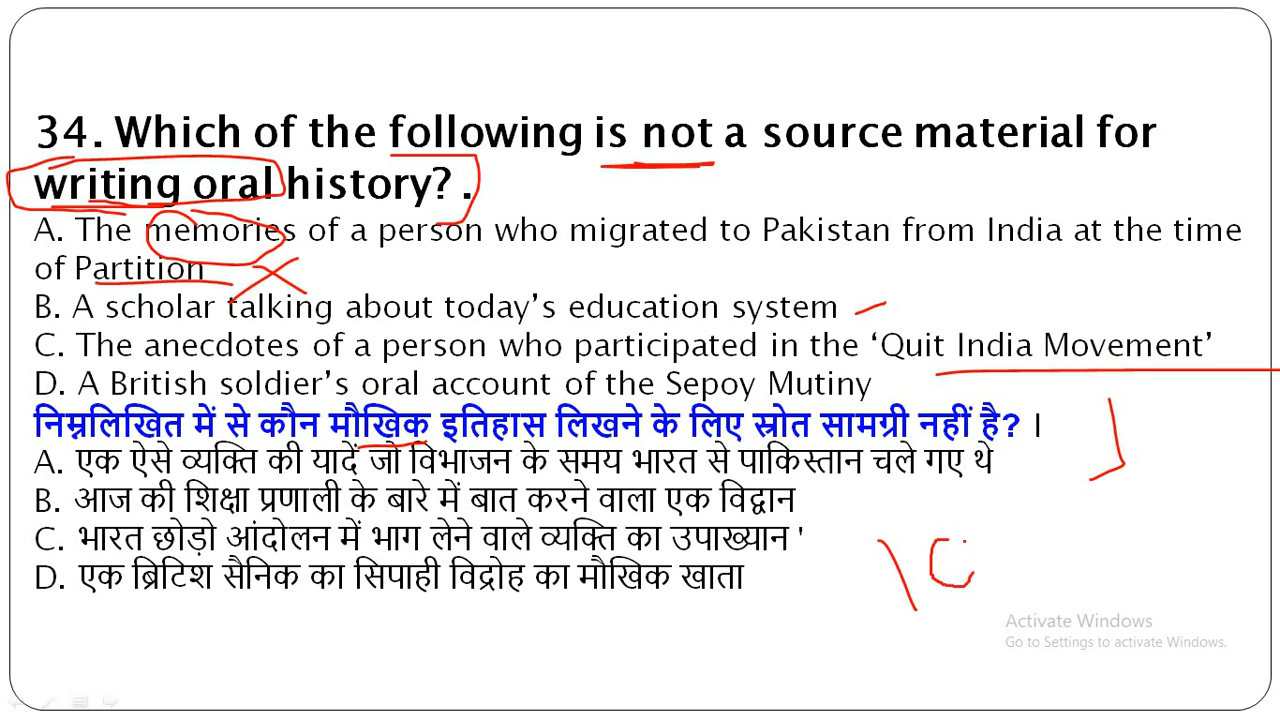 34. Which of the following is not a source material for
writing oral history? .
A. The memories of a person who migrated to Pakistan from India at the time
of Partition
B. A scholar talking about today’s education system
C. The anecdotes of a person who participated in the ‘Quit India Movement’
D. A British soldier’s oral account of the Sepoy Mutiny
निम्नलिखित में से कौन मौखिक इतिहास लिखने के लिए स्रोत सामग्री नहीं है? ।
A. एक ऐसे व्यक्ति की यादें जो विभाजन के समय भारत से पाकिस्तान चले गए थे
B. आज की शिक्षा प्रणाली के बारे में बात करने वाला एक विद्वान
C. भारत छोड़ो आंदोलन में भाग लेने वाले व्यक्ति का उपाख्यान '
D. एक ब्रिटिश सैनिक का सिपाही विद्रोह का मौखिक खाता
Activate Windows
Go to Settings to activate Windows.